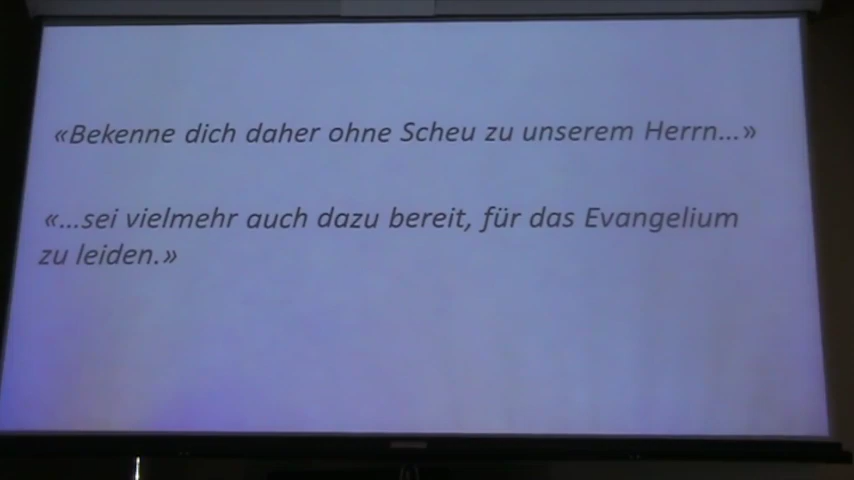 «Bekenne dich daher ohne Scheu zu unserem Herrn...»
«...sei vielmehr auch dazu bereit, für das Evangelium
zu leiden.»